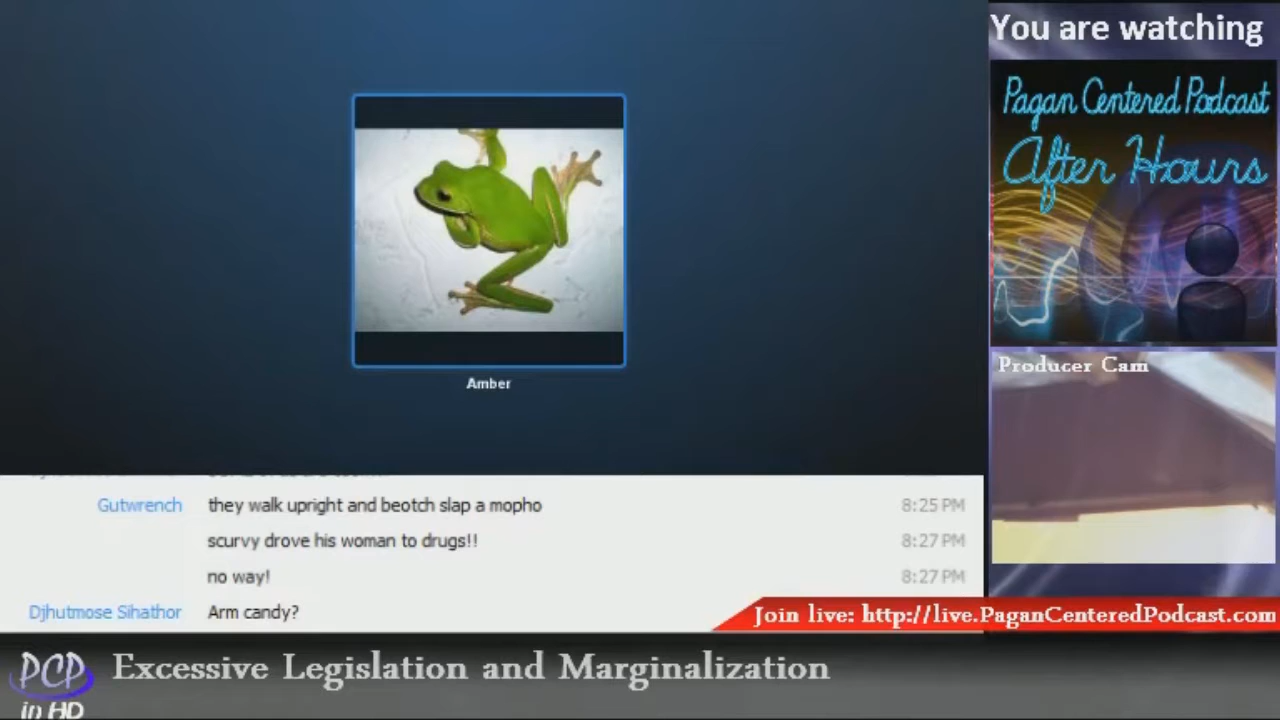 You are watching
Pagan Centered Podcast
After Hours
Producer Cam
Amber
Gutwrench they walk upright and beotch slap a mopho 8:25 PM
scurvy drove his woman to drugs!! 8:27 PM
no way! 8:27 PM
Djhutmose Sihathor Arm candy?
Join live: http://live.PaganCenteredPodcast.com
PCP
in HD
Excessive Legislation and Marginalization